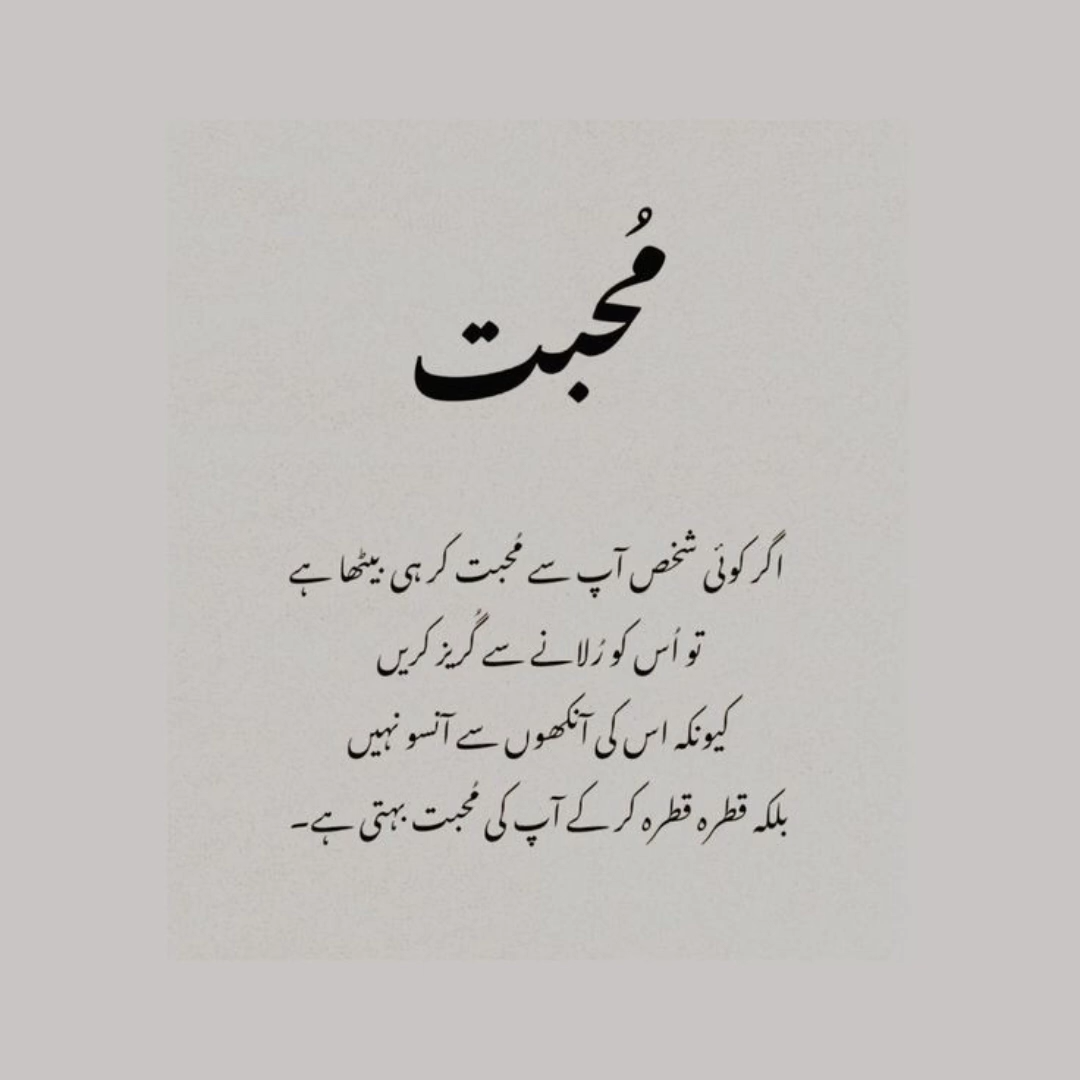 مُحبت
اگر کوئی شخص آپ سے مُحبت کر ہی بیٹھا ہے
تو اُس کو رُلانے سے گُریز کریں
کیونکہ اس کی آنکھوں سے آنسو نہیں
بلکہ قطرہ قطرہ کر کے آپ کی مُحبت بہتی ہے۔